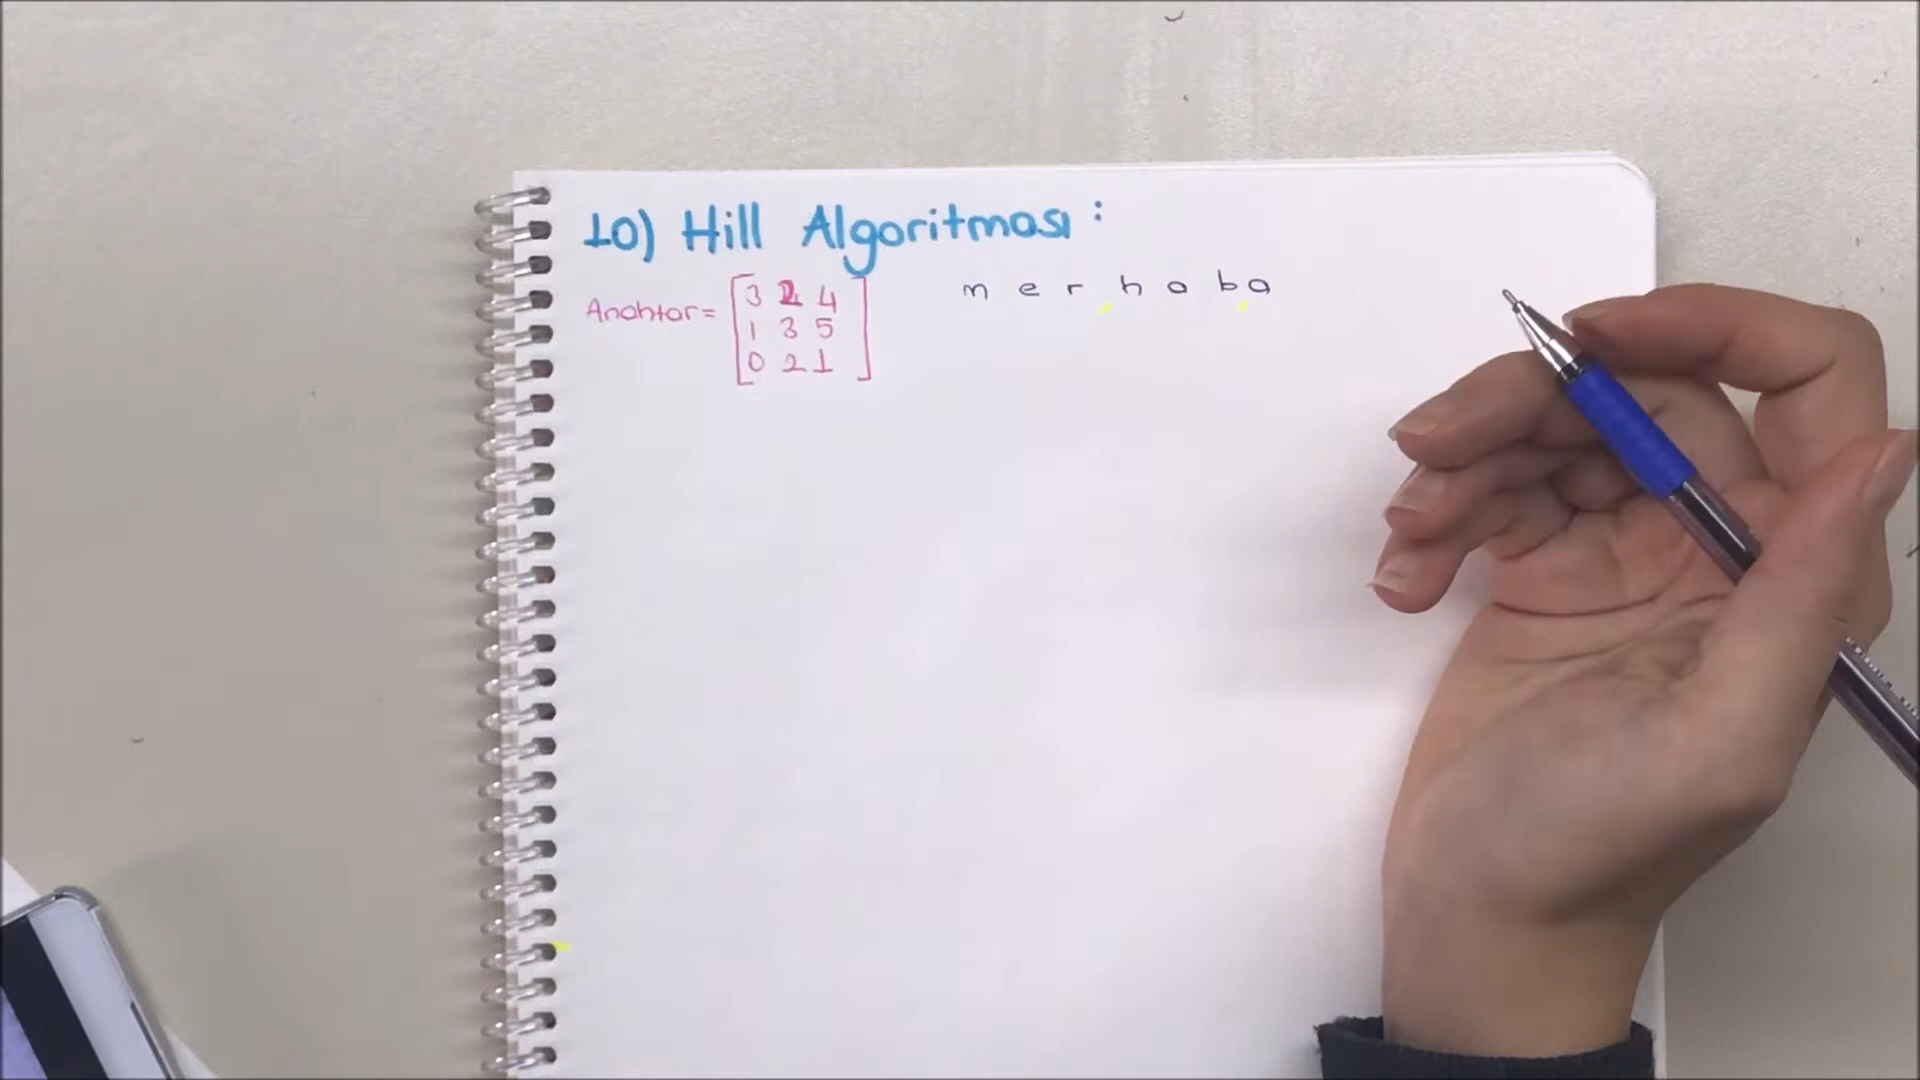 10) Hill Algoritması:
Anahtar = [3 2 4 m e r h a b a
1 3 5
0 2 1]